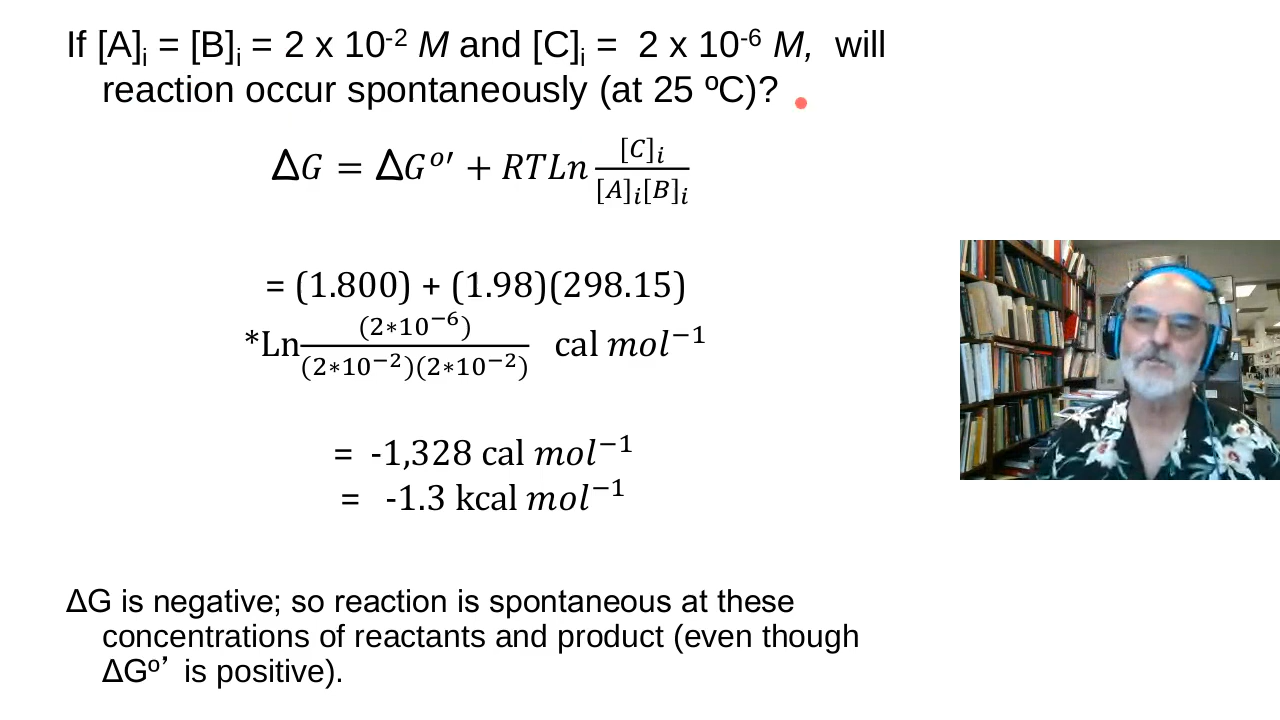 If [A]i = [B]i = 2 x 10⁻² M and [C]i = 2 x 10⁻⁶ M, will
reaction occur spontaneously (at 25 ºC)?
ΔG = ΔG°′ + RTLn [C]i / [A]i[B]i
= (1.800) + (1.98)(298.15)
*Ln (2∗10⁻⁶) / (2∗10⁻²)(2∗10⁻²) cal mol⁻¹
= -1,328 cal mol⁻¹
= -1.3 kcal mol⁻¹
ΔG is negative; so reaction is spontaneous at these
concentrations of reactants and product (even though
ΔGº’ is positive).